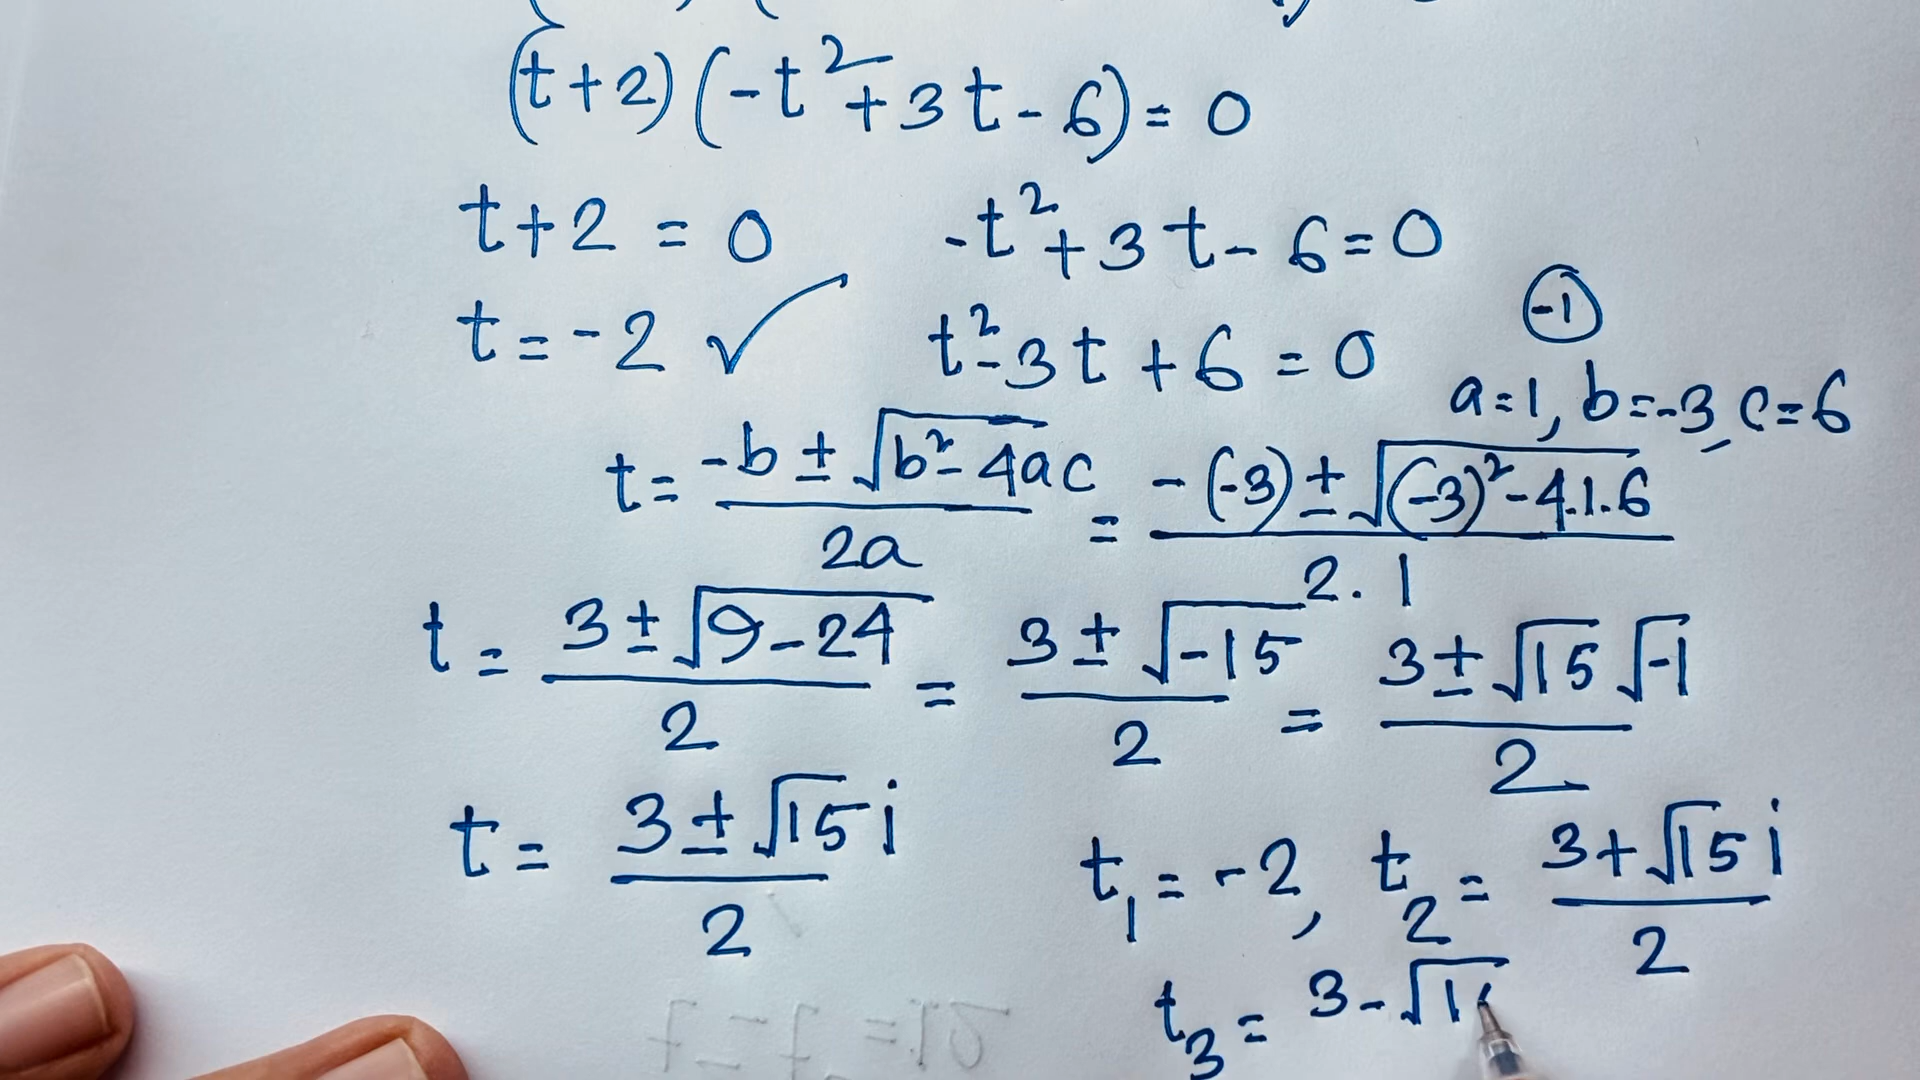 (t+2)(-t²+3t-6)=0
t+2=0 -t²+3t-6=0
t=-2 ✓ t²-3t+6=0 (-1)
a=1, b=-3, c=6
t= (-b±√(b²-4ac))/2a = (-(-3)±√((-3)²-4.1.6))/2.1
t= (3±√(9-24))/2 = (3±√-15)/2 = (3±√15 √-1)/2
t= (3±√15 i)/2
t₁=-2, t₂= (3+√15 i)/2
t₃= 3-√1